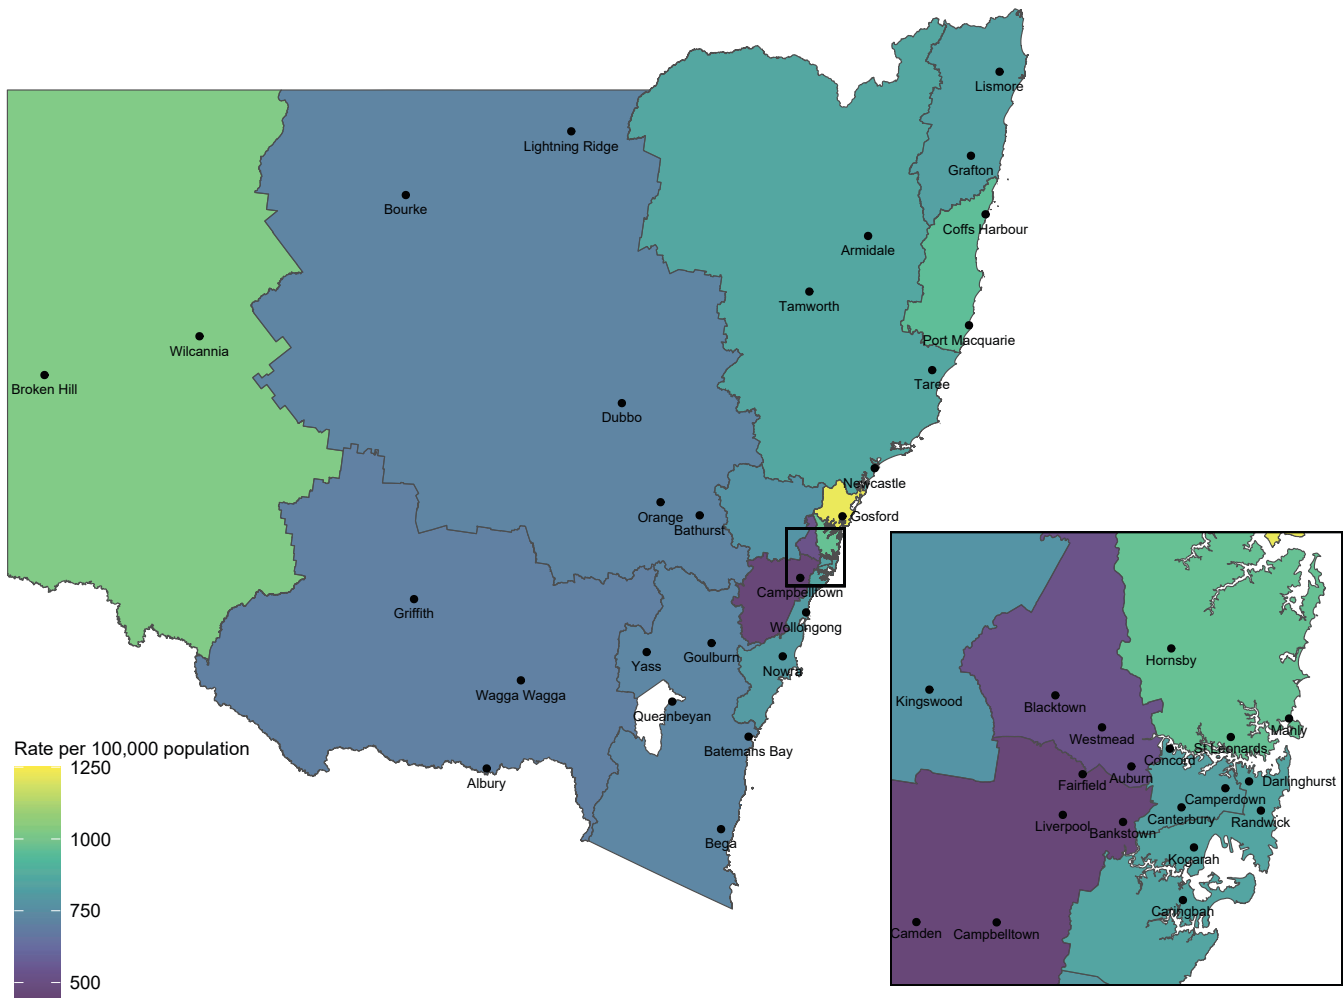 Lismore
Lightning Ridge
Grafton
Bourke
Coffs Harbour
Armidale
Tamworth
Port Macquarie
Wilcannia
Broken Hill
Taree
Dubbo
Newcastle
Orange
Gosford
Bathurst
Campbelltown
Griffith
Wollongong
Yass
Goulburn
Nowra
Wagga Wagga
Queanbeyan
Batemans Bay
Albury
Bega
Rate per 100,000 population
1250
1000
750
500
Hornsby
Kingswood
Blacktown
Manly
Westmead
St Leonards
Concord
Auburn
Fairfield
Darlinghurst
Camperdown
Canterbury
Randwick
Liverpool
Bankstown
Kogarah
Caringbah
Camden
Campbelltown